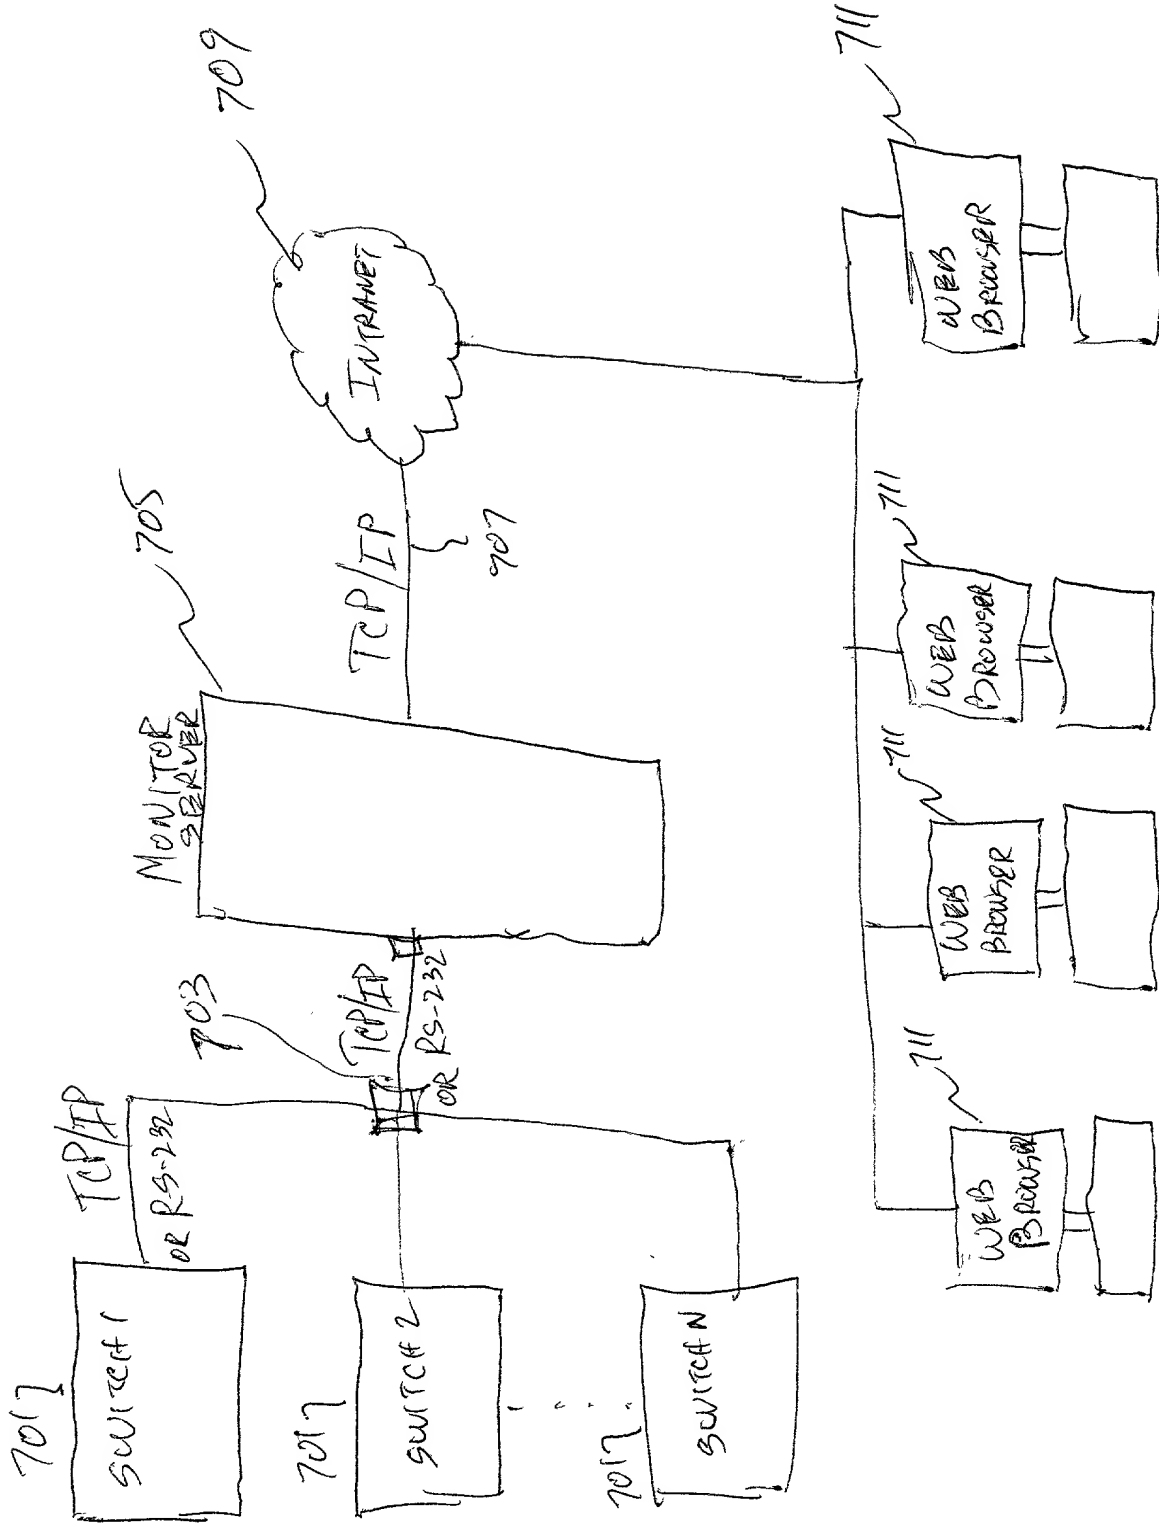 701
SWITCH 1
TCP/IP
OR RS-232
703
MONITOR
SERVER
705
709
701
SWITCH 2
TCP/IP
OR RS-232
TCP/IP
907
INTRANET
701
SWITCH N
711
WEB
BROWSER
711
WEB
BROWSER
711
WEB
BROWSER
711
WEB
BROWSER